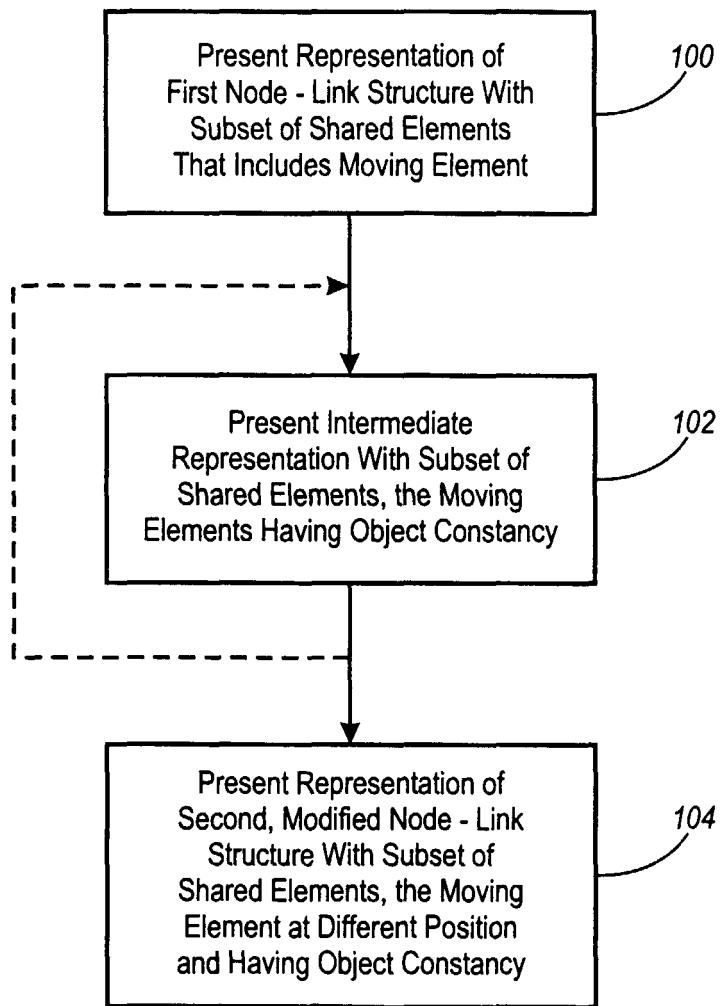 Present Representation of
First Node - Link Structure With
Subset of Shared Elements
That Includes Moving Element
100
Present Intermediate
Representation With Subset of
Shared Elements, the Moving
Elements Having Object Constancy
102
Present Representation of
Second, Modified Node - Link
Structure With Subset of
Shared Elements, the Moving
Element at Different Position
and Having Object Constancy
104